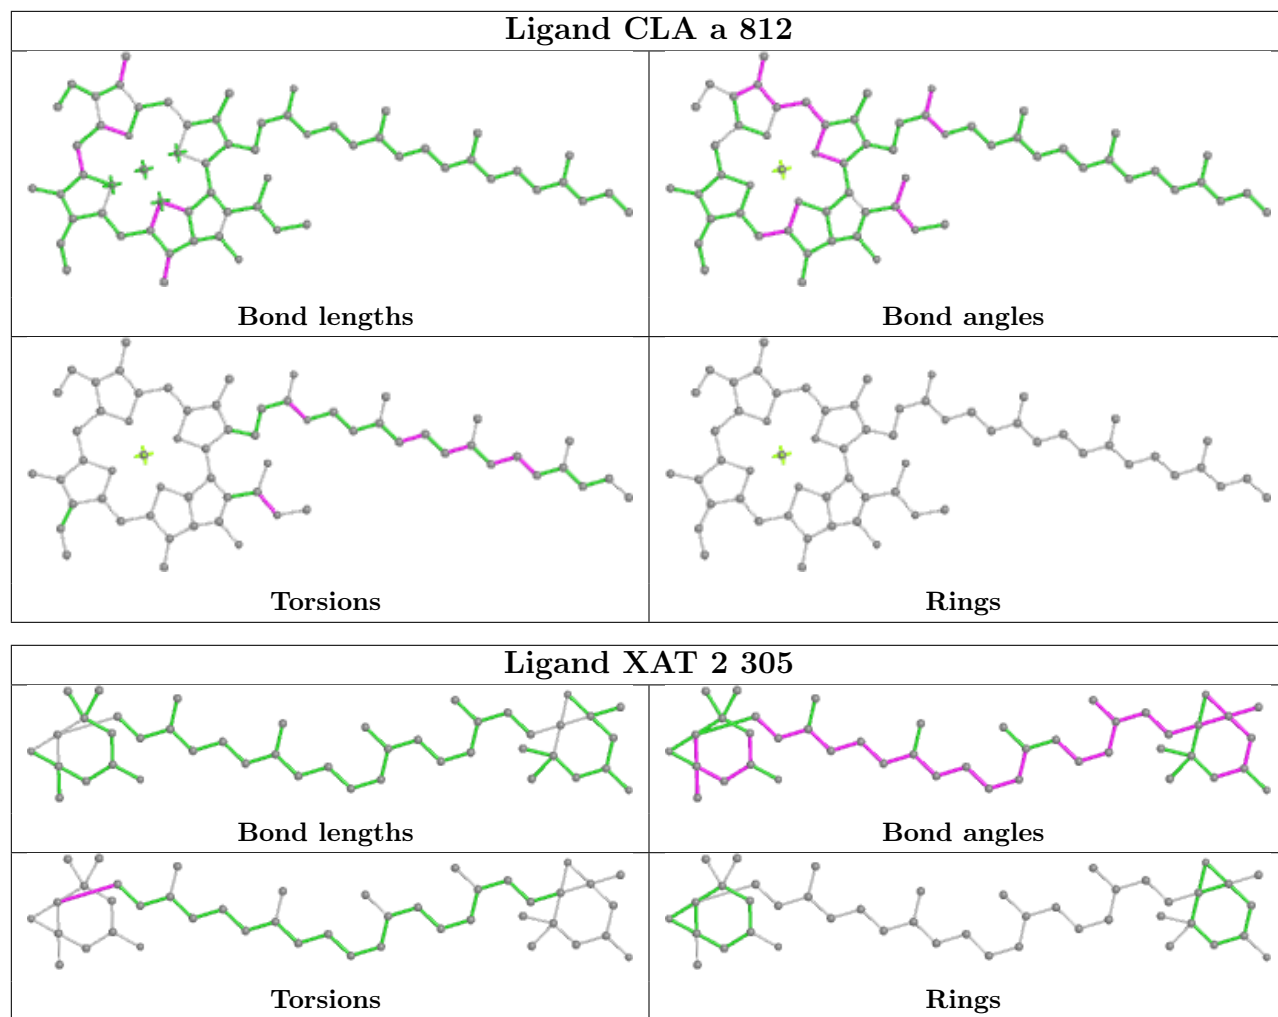 Ligand CLA a 812
Bond lengths
Bond angles
Torsions
Rings
Ligand XAT 2 305
Bond lengths
Bond angles
Torsions
Rings